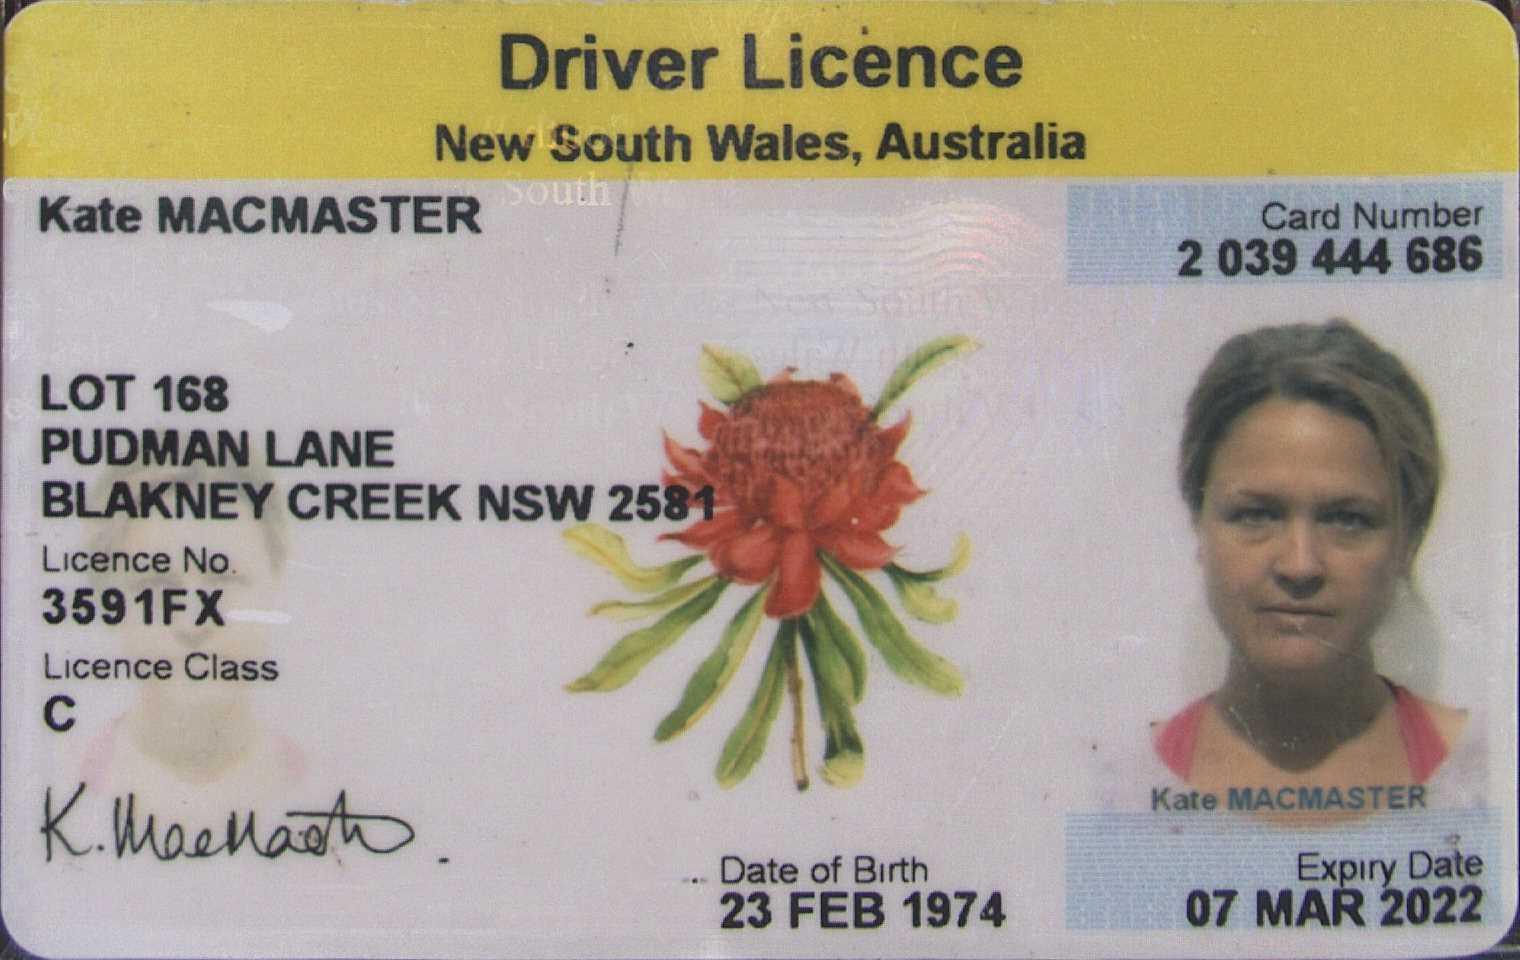 Driver Licence
New South Wales, Australia
Kate MACMASTER
Card Number
2 039 444 686
LOT 168
PUDMAN LANE
BLAKNEY CREEK NSW 2581
Licence No.
3591FX
Licence Class
C
K. MacMaster
Kate MACMASTER
Date of Birth
23 FEB 1974
Expiry Date
07 MAR 2022